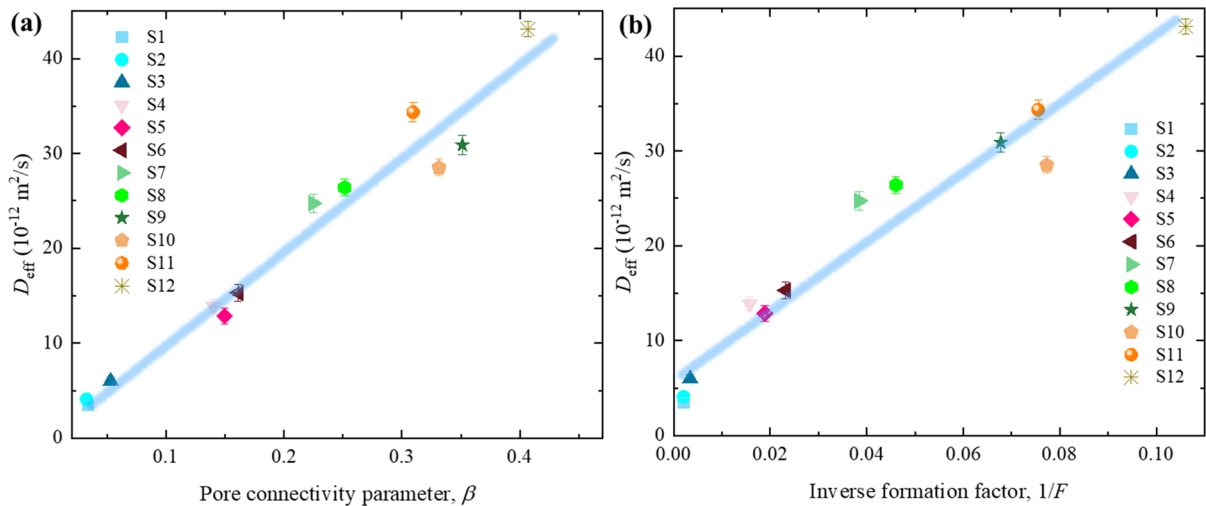 (a)
S1
S2
S3
S4
S5
S6
S7
S8
S9
S10
S11
S12
0
10
20
30
40
0.1
0.2
0.3
0.4
D_eff (10^-12 m^2/s)
Pore connectivity parameter, β
(b)
S1
S2
S3
S4
S5
S6
S7
S8
S9
S10
S11
S12
0
10
20
30
40
0.00
0.02
0.04
0.06
0.08
0.10
D_eff (10^-12 m^2/s)
Inverse formation factor, 1/F